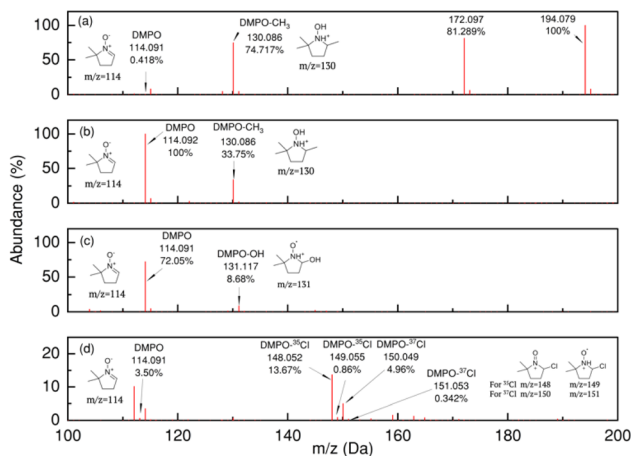 (a)
O⁻
N⁺
m/z=114
DMPO
114.091
0.418%
DMPO-CH₃
130.086
74.717%
OH
NH⁺
m/z=130
172.097
81.289%
194.079
100%
100
50
0
(b)
O⁻
N⁺
m/z=114
DMPO
114.092
100%
DMPO-CH₃
130.086
33.75%
OH
NH⁺
m/z=130
100
50
0
(c)
O⁻
N⁺
m/z=114
DMPO
114.091
72.05%
DMPO-OH
131.117
8.68%
O•
NH⁺
OH
m/z=131
100
50
0
(d)
O⁻
N⁺
m/z=114
DMPO
114.091
3.50%
DMPO-³⁵Cl
148.052
13.67%
DMPO-³⁵Cl
149.055
0.86%
DMPO-³⁷Cl
150.049
4.96%
DMPO-³⁷Cl
151.053
0.342%
O
N
Cl
O•
NH⁺
Cl
For ³⁵Cl m/z=148 m/z=149
For ³⁷Cl m/z=150 m/z=151
20
10
0
100 120 140 160 180 200
m/z (Da)
Abundance (%)